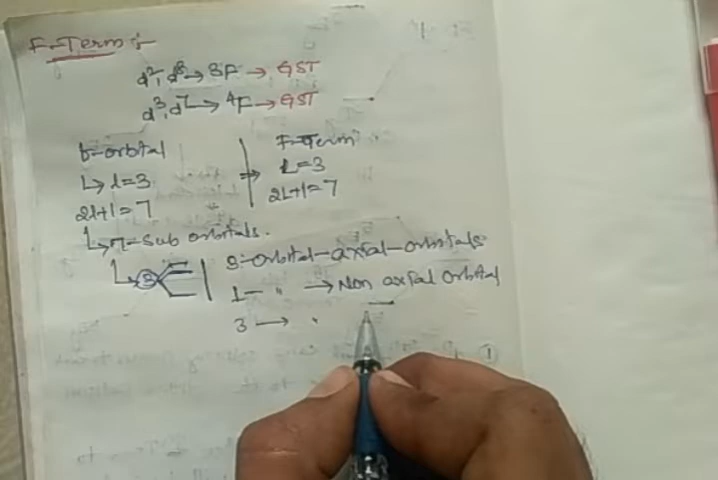 F-Term :-
d², d⁸ → 3F → GST
d³, d⁷ → ⁴F → GST
f-orbital
l=3
2l+1=7
7-Sub orbitals.
F-Term
L=3
2L+1=7
3-orbital-axial-orbitals
1- " → Non axial orbital
3 → "